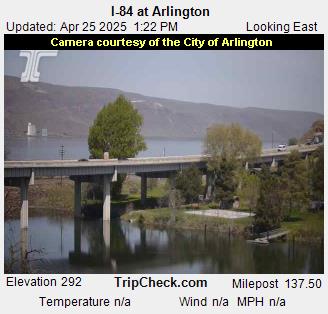 I-84 at Arlington
Updated: Apr 25 2025 1:22 PM Looking East
Camera courtesy of the City of Arlington
Elevation 292 TripCheck.com Milepost 137.50
Temperature n/a Wind n/a MPH n/a